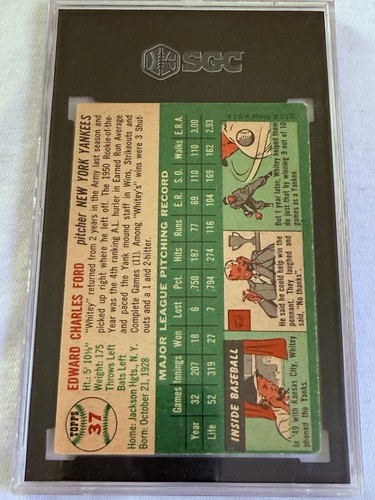 SGC
TOPPS
37
EDWARD CHARLES FORD
pitcher NEW YORK YANKEES
Ht.: 5' 10½"
Weight: 175
Throws Left
Bats Left
Home: Jackson Hgts., N. Y.
Born: October 21, 1928
"Whitey" returned from 2 years in the Army last season and
picked up right where he left off. The 1950 Rookie-of-the-
Year was the 4th ranking A.L. hurler in Earned Run Average
and paced the Yank mound staff in Wins, Strikeouts and
Complete Games (11). Among "Whitey's" wins were 3 Shut-
outs and a 1 and 2-hitter.
MAJOR LEAGUE PITCHING RECORD
Games Innings Won Lost Pct. Hits Runs E.R. S.O. Walks E.R.A.
Year 32 207 18 6 .750 187 77 69 110 110 3.00
Life 52 319 27 7 .794 274 116 104 169 162 2.93
INSIDE BASEBALL
In '49 with Kansas City, Whitey
phoned the Yanks.
He said he could help win the
pennant. They laughed and
said, "No thanks".
But 1 year later, Whitey helped them
do just that by winning 9 out of 10
games as a Yankee.